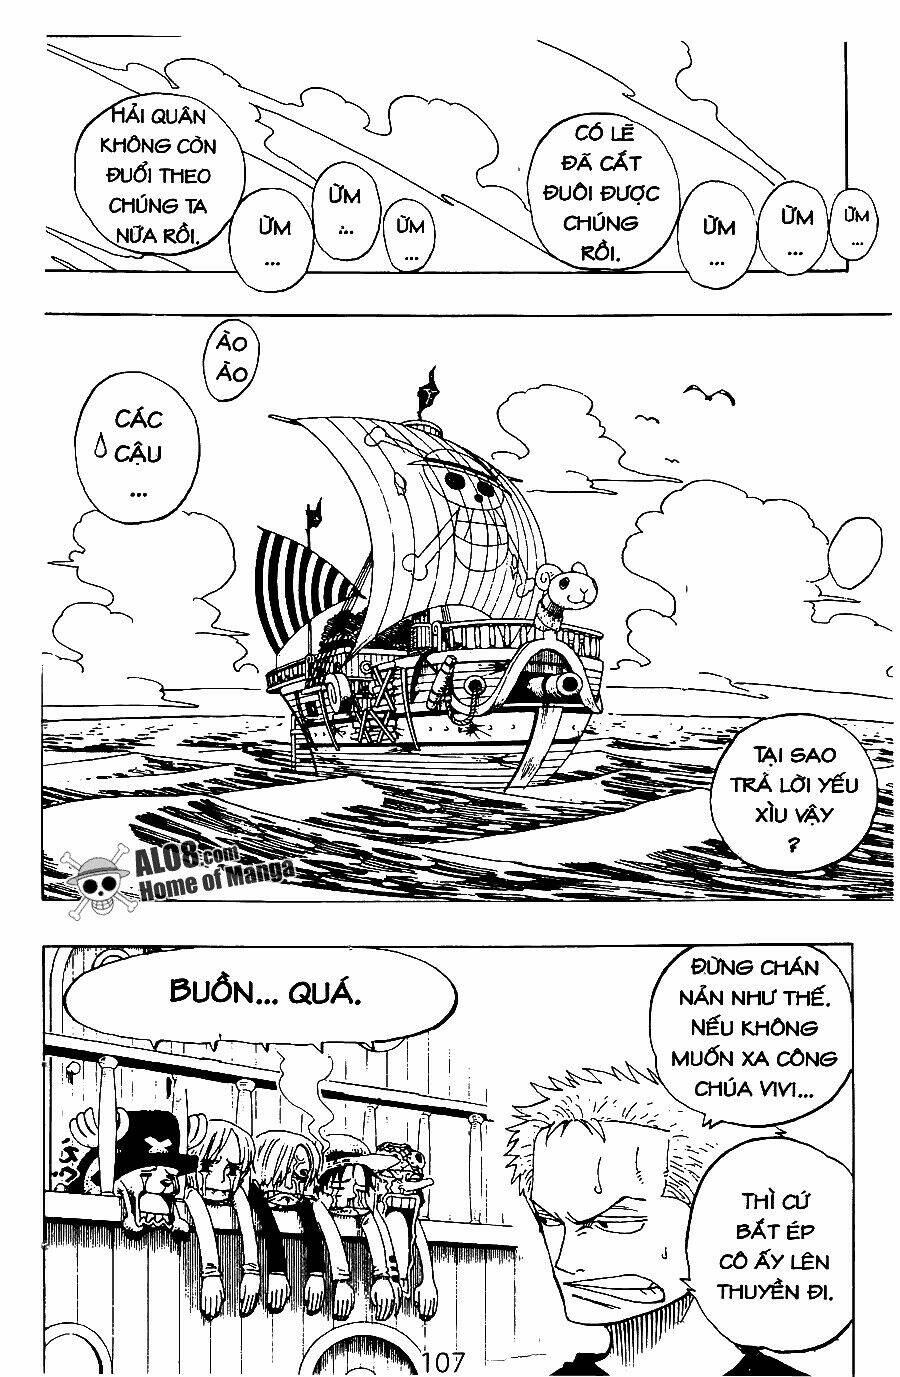 HẢI QUÂN
KHÔNG CÒN
ĐUỔI THEO
CHÚNG TA
NỮA RỒI.
ỪM
...
ỪM
...
ỪM
...
CÓ LẼ
ĐÃ CẮT
ĐUÔI ĐƯỢC
CHÚNG
RỒI.
ỪM
...
ỪM
...
ỪM
...
ÀO
ÀO
CÁC
CẬU
...
TẠI SAO
TRẢ LỜI YẾU
XÌU VẬY
?
ALO8.com
Home of Manga
BUỒN... QUÁ.
ĐỪNG CHÁN
NẢN NHƯ THẾ.
NẾU KHÔNG
MUỐN XA CÔNG
CHÚA VIVI...
THÌ CỨ
BẮT ÉP
CÔ ẤY LÊN
THUYỀN ĐI.
107